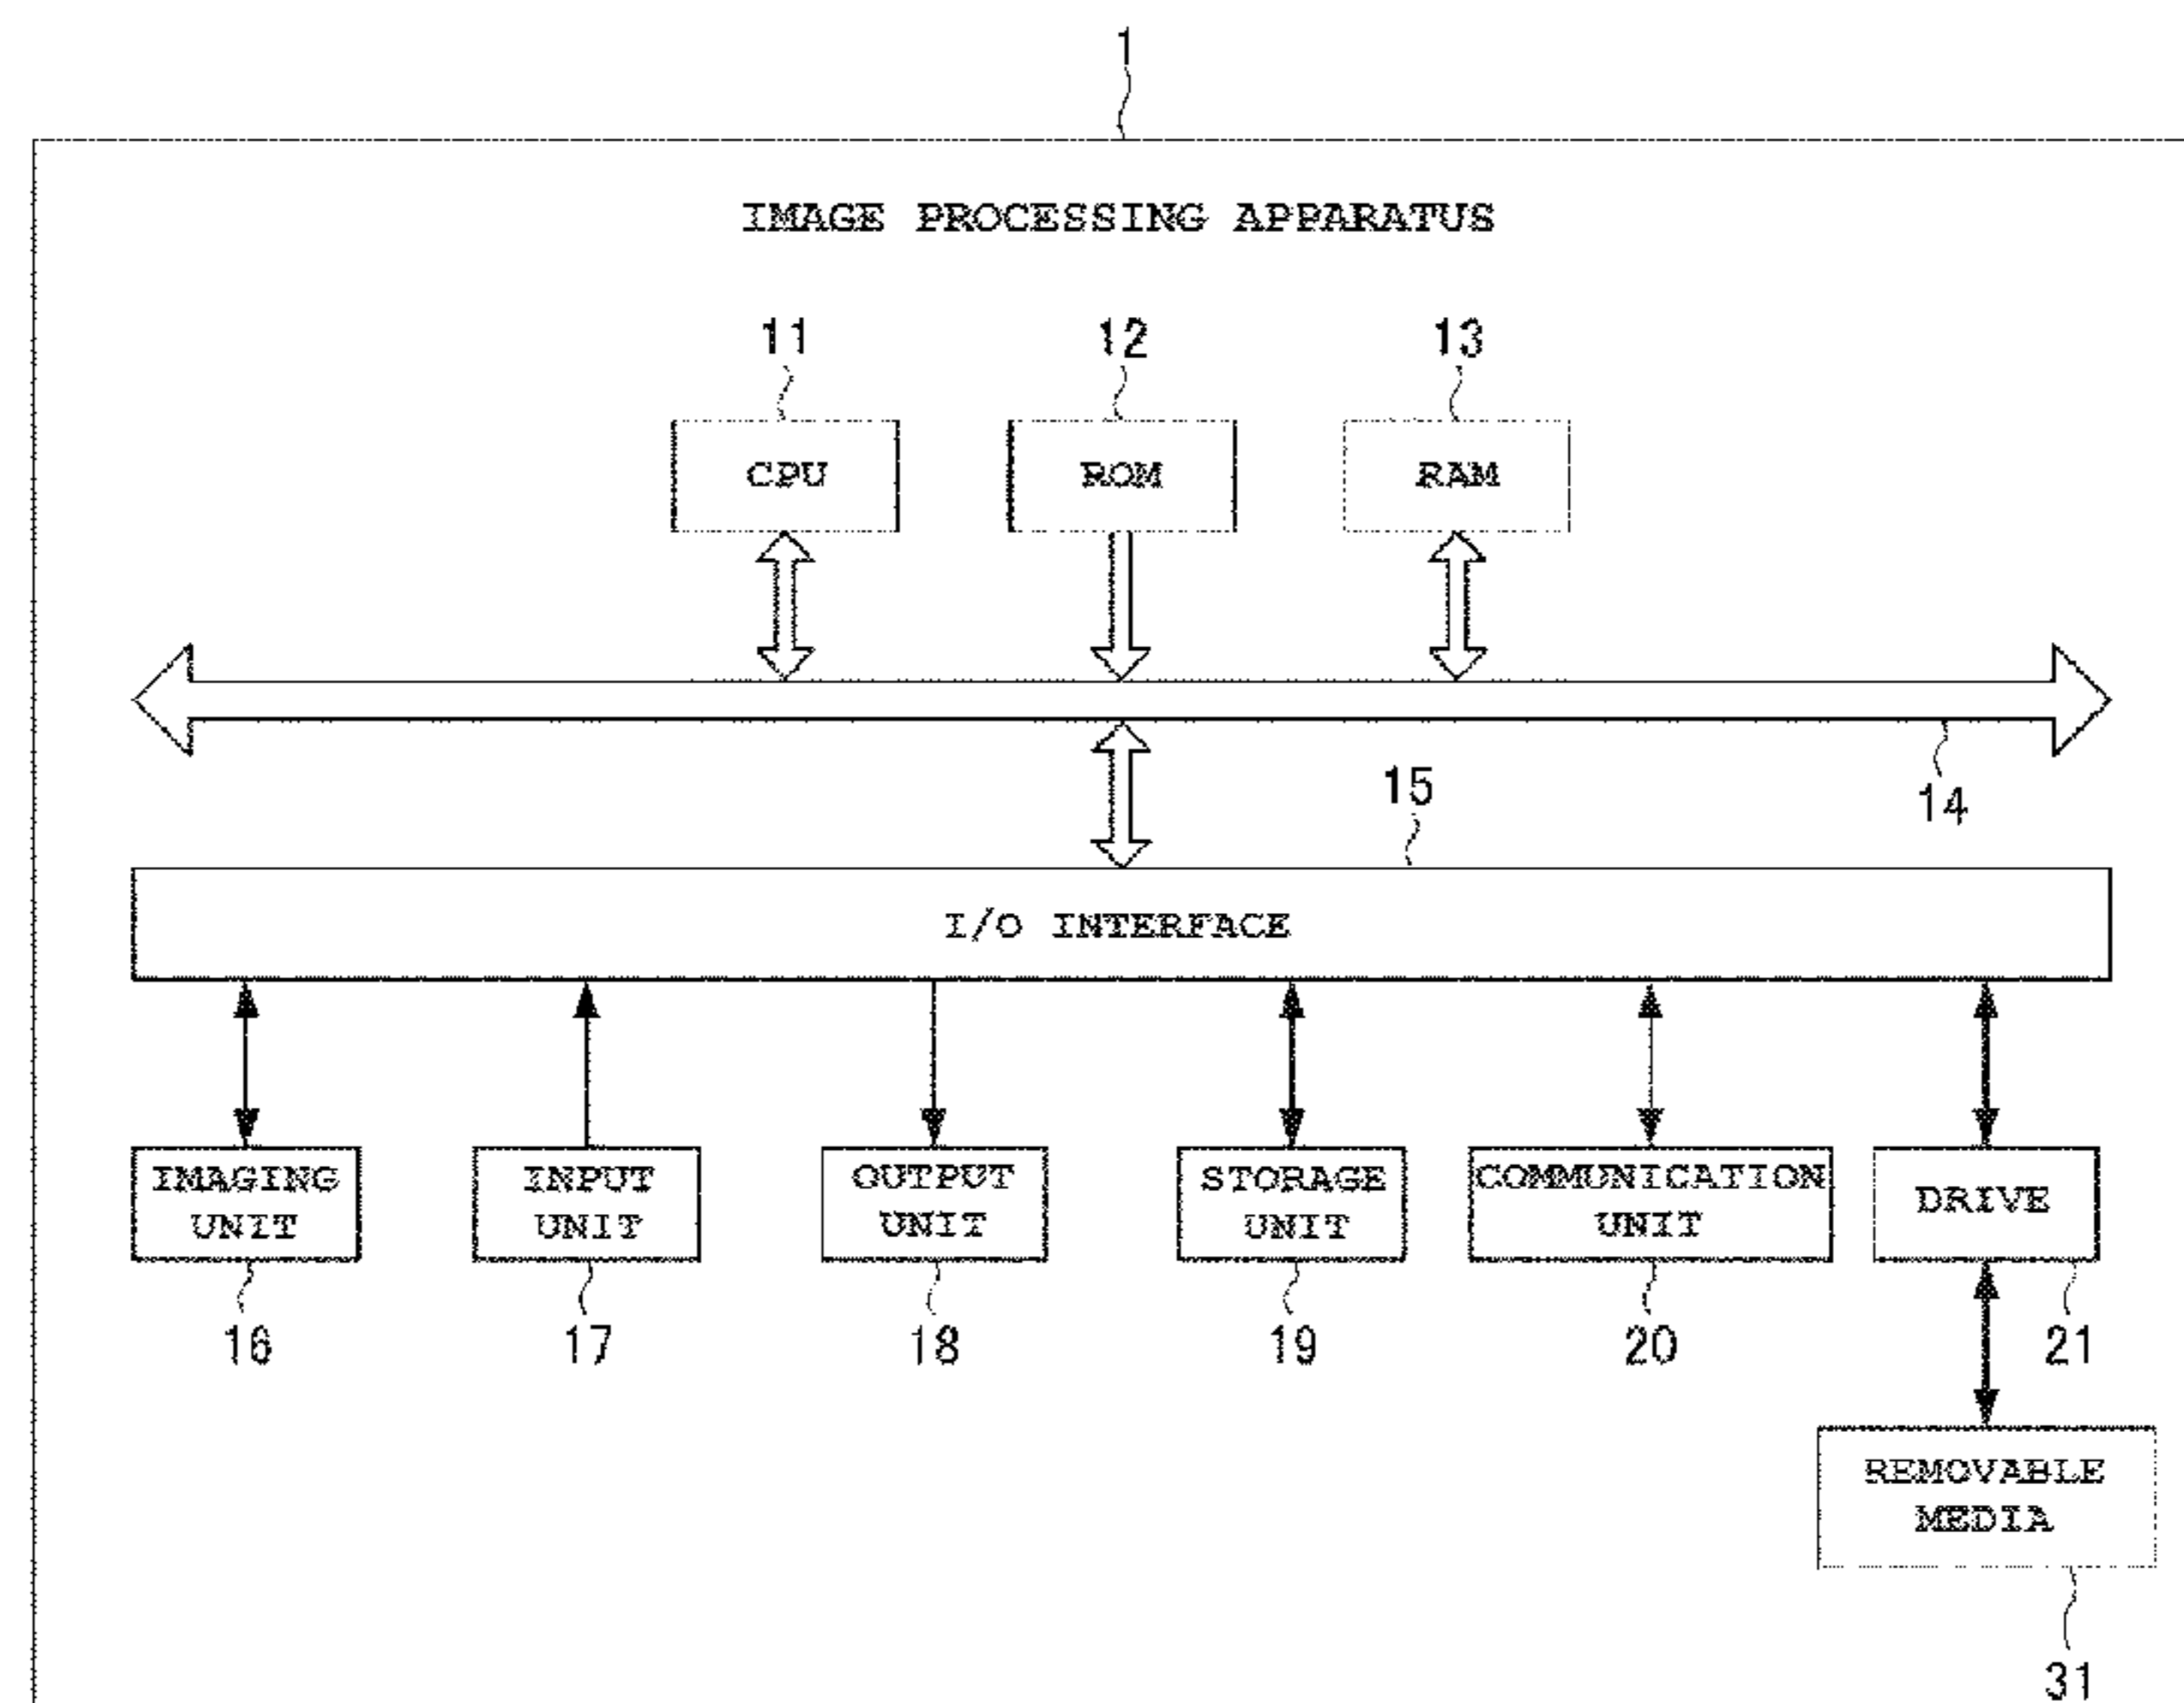 1
IMAGE PROCESSING APPARATUS
11
12
13
CPU
ROM
RAM
14
15
I/O INTERFACE
IMAGING
UNIT
INPUT
UNIT
OUTPUT
UNIT
STORAGE
UNIT
COMMUNICATION
UNIT
DRIVE
16
17
18
19
20
21
REMOVABLE
MEDIA
31